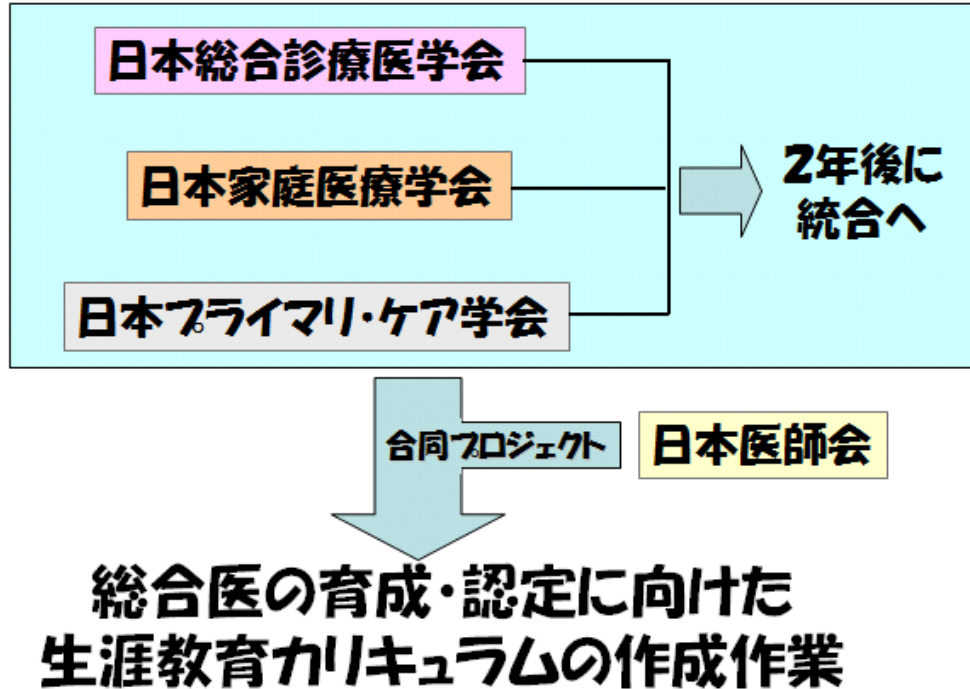 日本総合診療医学会
日本家庭医療学会
日本プライマリ・ケア学会
2年後に
統合へ
合同プロジェクト
日本医師会
総合医の育成・認定に向けた
生涯教育カリキュラムの作成作業